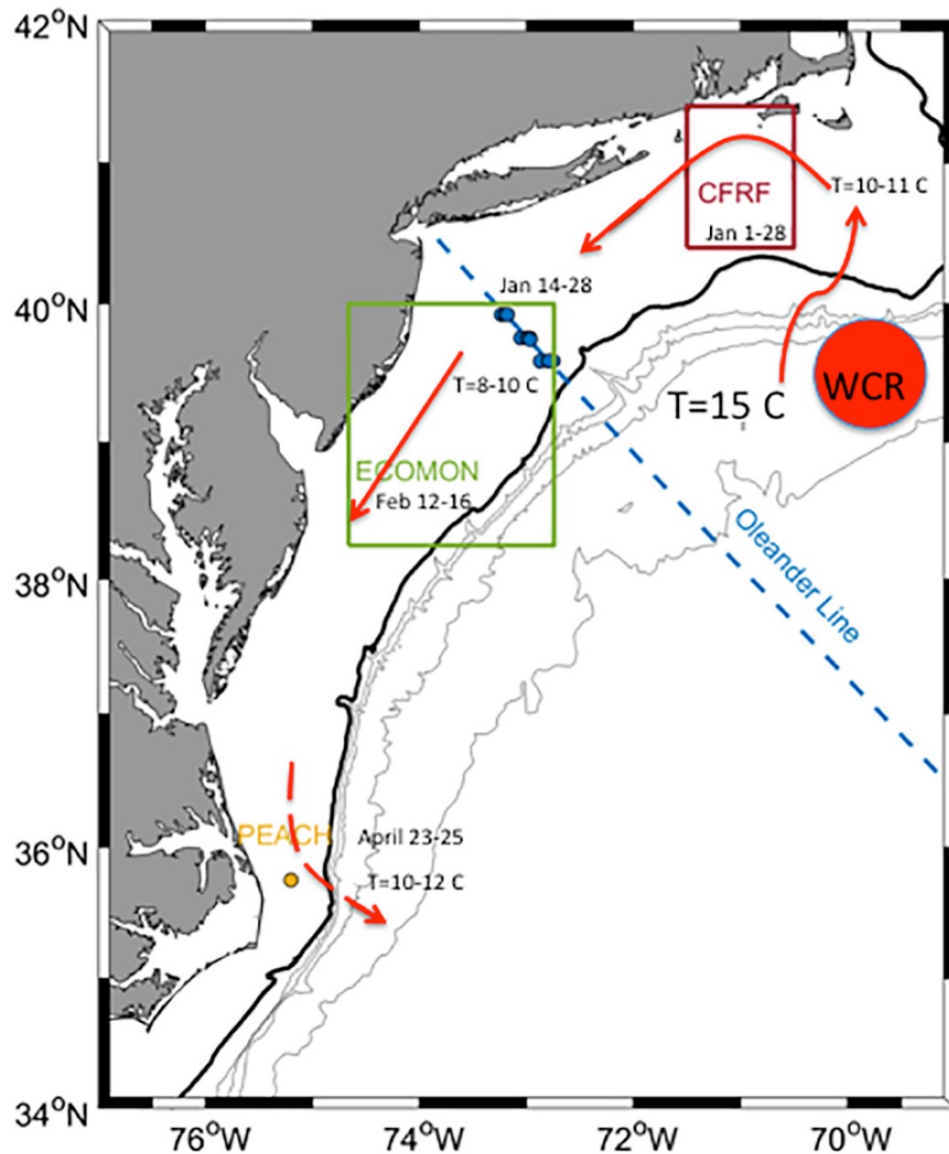 42°N
T=10-11 C
CFRF
Jan 1-28
Jan 14-28
40°N
T=8-10 C
T=15 C
WCR
ECOMON
Feb 12-16
Oleander Line
38°N
PEACH
April 23-25
36°N
T=10-12 C
34°N
76°W
74°W
72°W
70°W